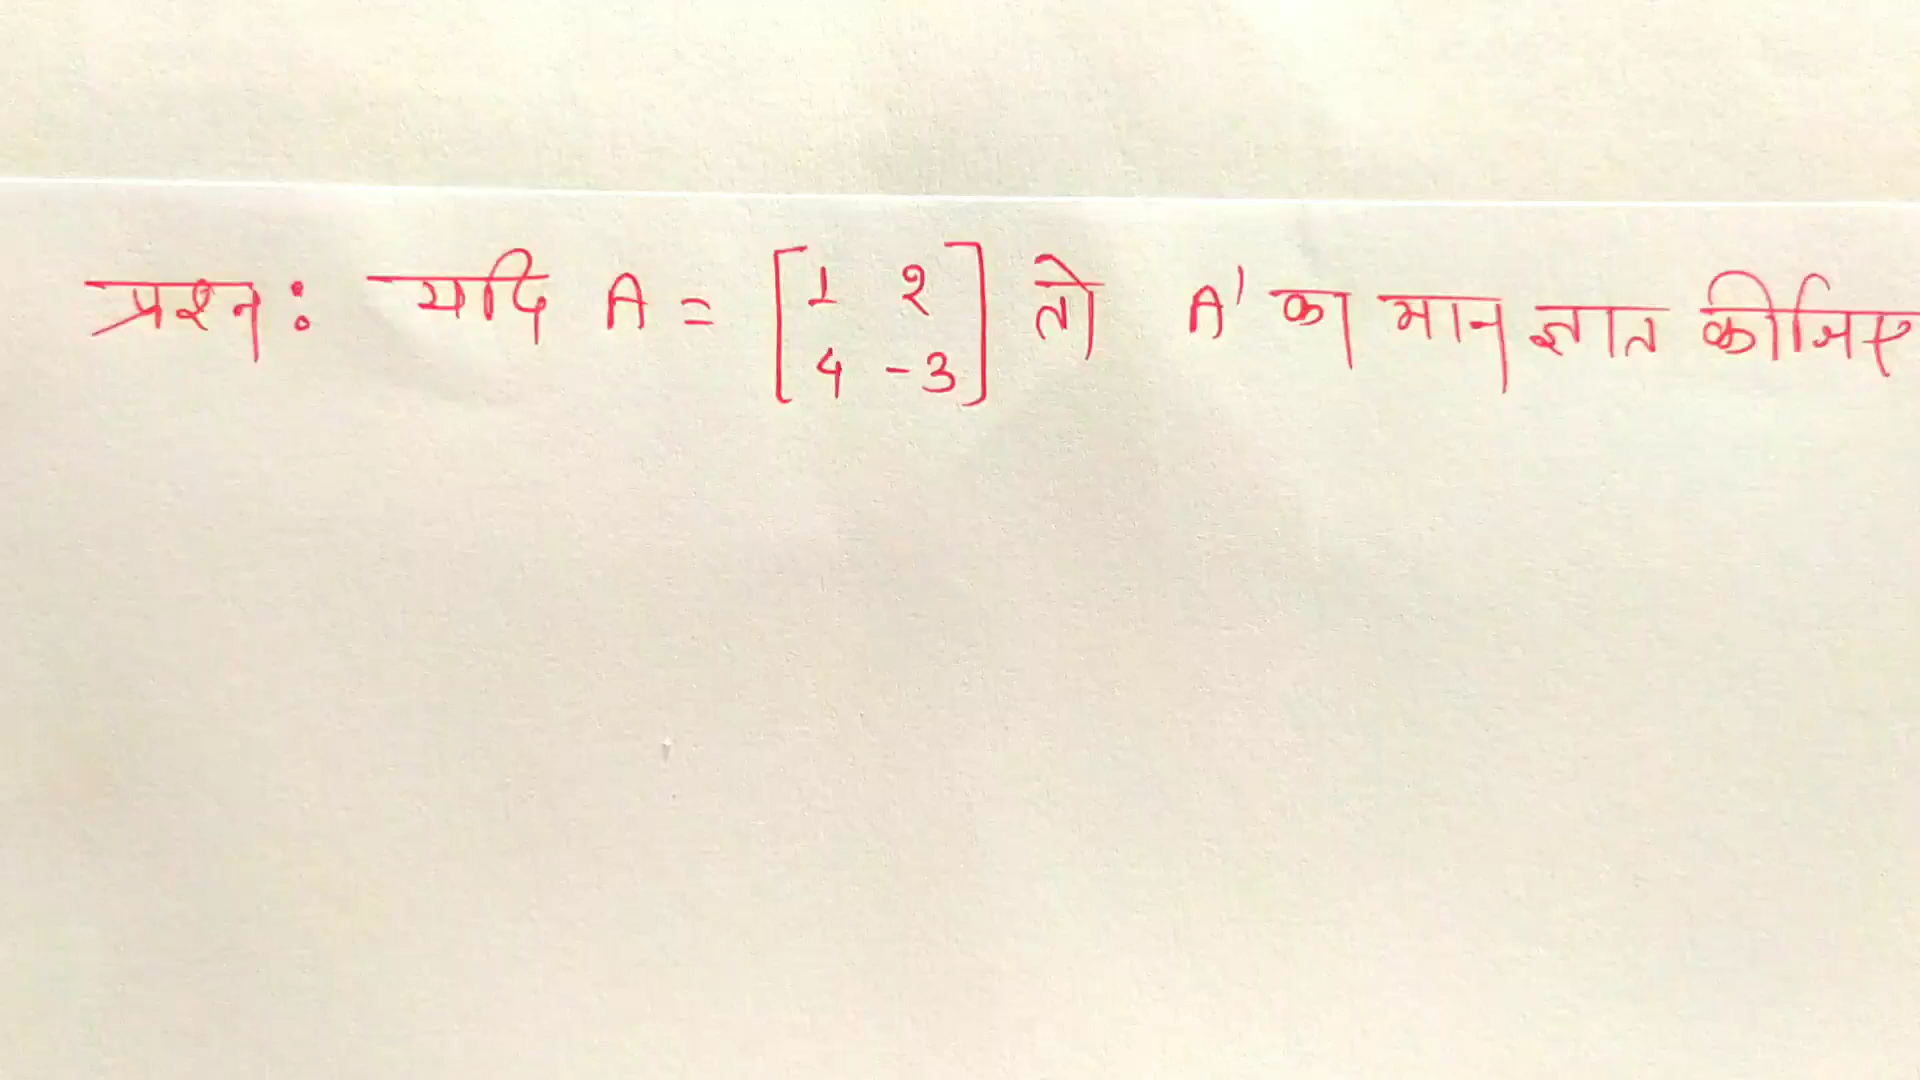 प्रश्न: यदि A = [1 2 तो A' का मान ज्ञात कीजिए
4 -3]